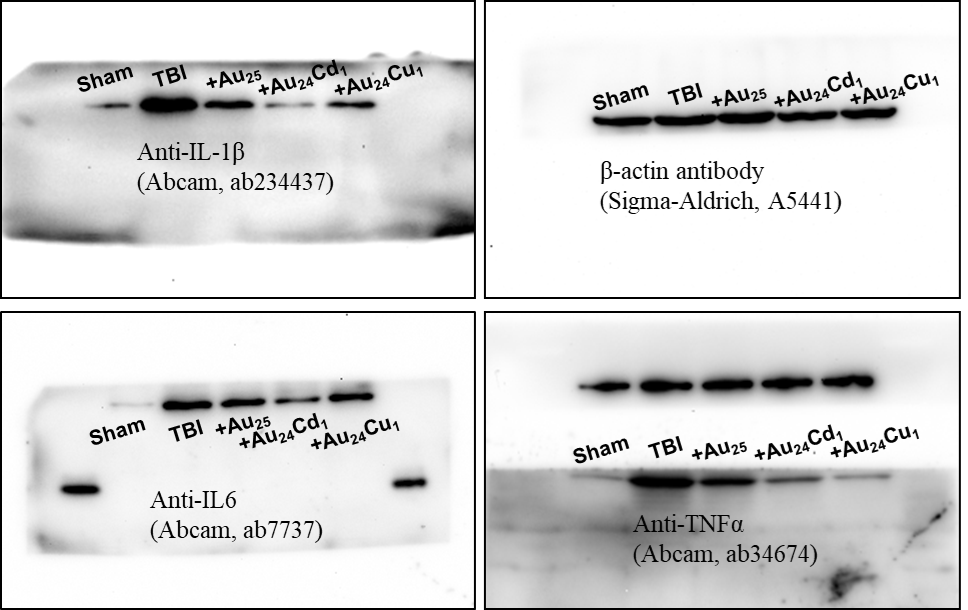 Sham TBI +Au₂₅ +Au₂₄Cd₁ +Au₂₄Cu₁
Anti-IL-1β
(Abcam, ab234437)
Sham TBI +Au₂₅ +Au₂₄Cd₁ +Au₂₄Cu₁
β-actin antibody
(Sigma-Aldrich, A5441)
Sham TBI +Au₂₅ +Au₂₄Cd₁ +Au₂₄Cu₁
Anti-IL6
(Abcam, ab7737)
Sham TBI +Au₂₅ +Au₂₄Cd₁ +Au₂₄Cu₁
Anti-TNFα
(Abcam, ab34674)